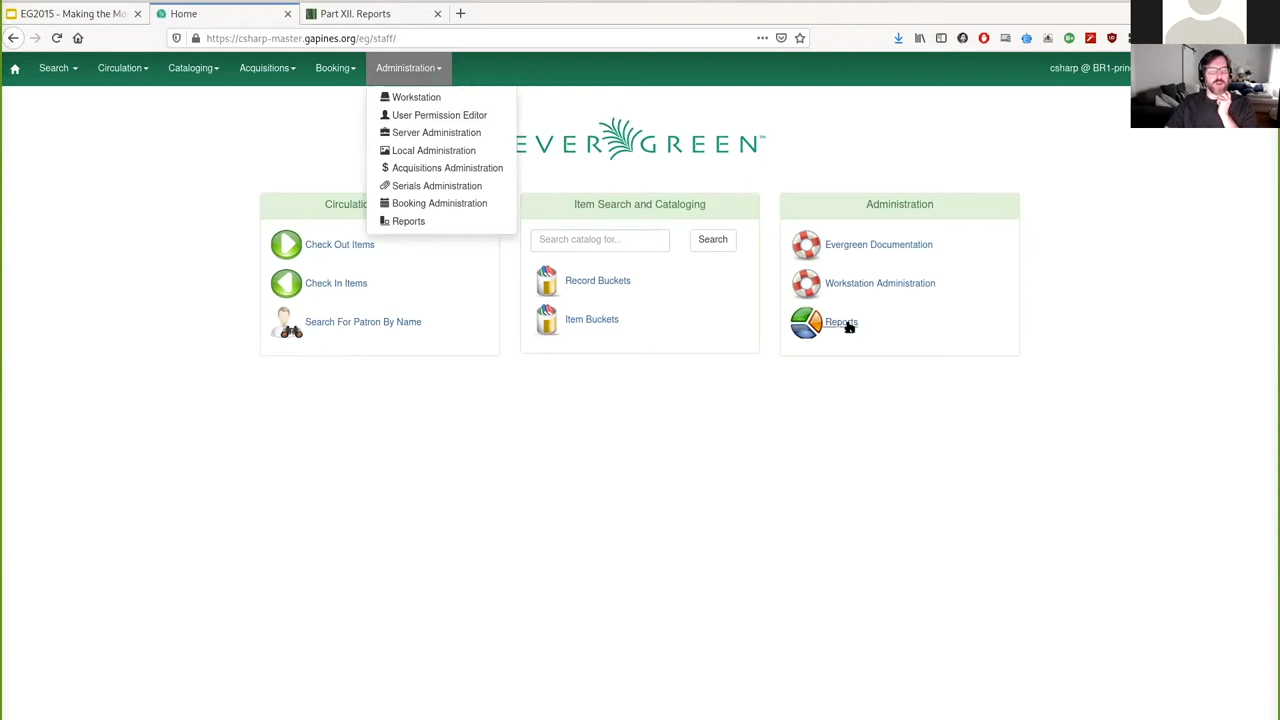 EG2015 - Making the Mo
Home
Part XII. Reports
https://csharp-master.gapines.org/eg/staff/
Search
Circulation
Cataloging
Acquisitions
Booking
Administration
csharp @ BR1-prin
Workstation
User Permission Editor
Server Administration
Local Administration
Acquisitions Administration
Serials Administration
Booking Administration
Reports
EVERGREEN™
Circulatio
Check Out Items
Check In Items
Search For Patron By Name
Item Search and Cataloging
Search catalog for...
Search
Record Buckets
Item Buckets
Administration
Evergreen Documentation
Workstation Administration
Reports